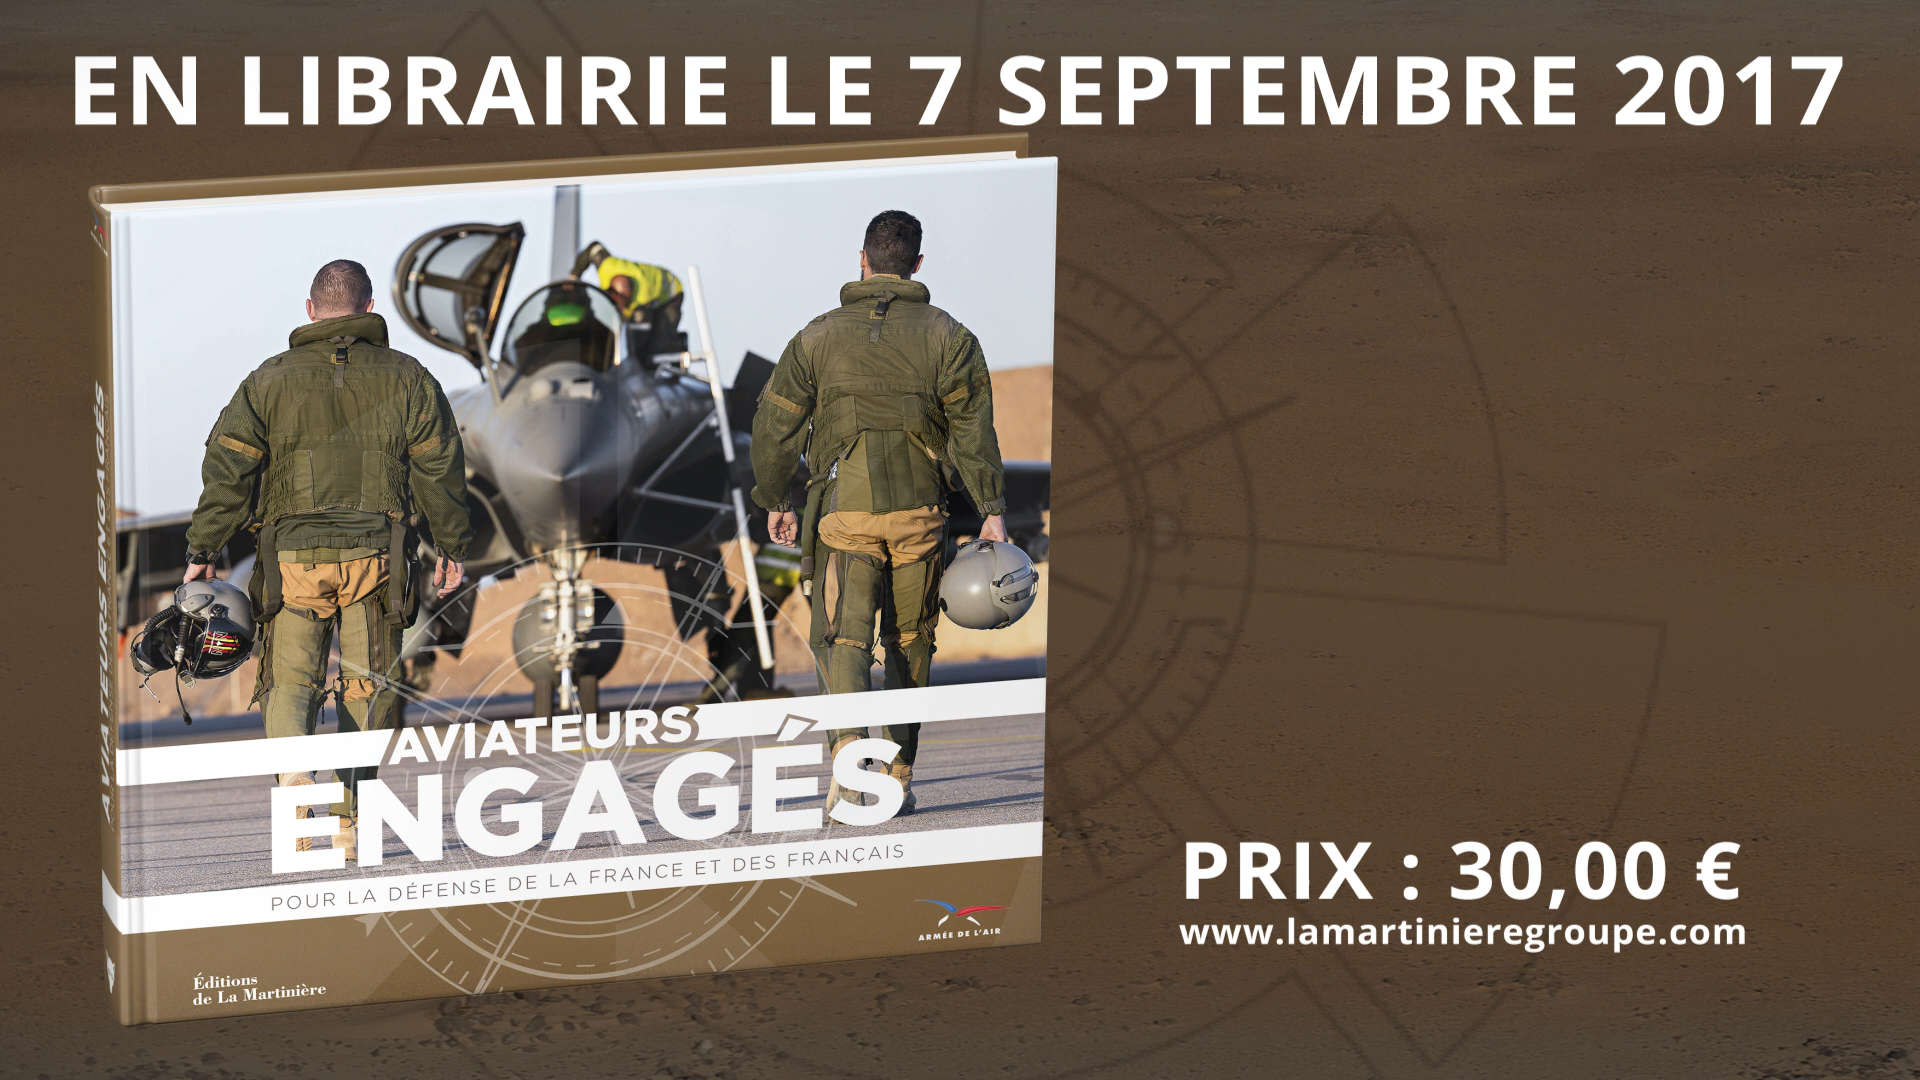 EN LIBRAIRIE LE 7 SEPTEMBRE 2017
AVIATEURS ENGAGÉS
AVIATEURS
ENGAGÉS
POUR LA DÉFENSE DE LA FRANCE ET DES FRANÇAIS
ARMÉE DE L'AIR
Éditions
de La Martinière
PRIX : 30,00 €
www.lamartinieregroupe.com